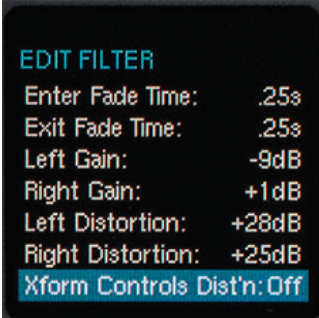 EDIT FILTER
Enter Fade Time: .25s
Exit Fade Time: .25s
Left Gain: -9dB
Right Gain: +1dB
Left Distortion: +28dB
Right Distortion: +25dB
Xform Controls Dist'n: Off